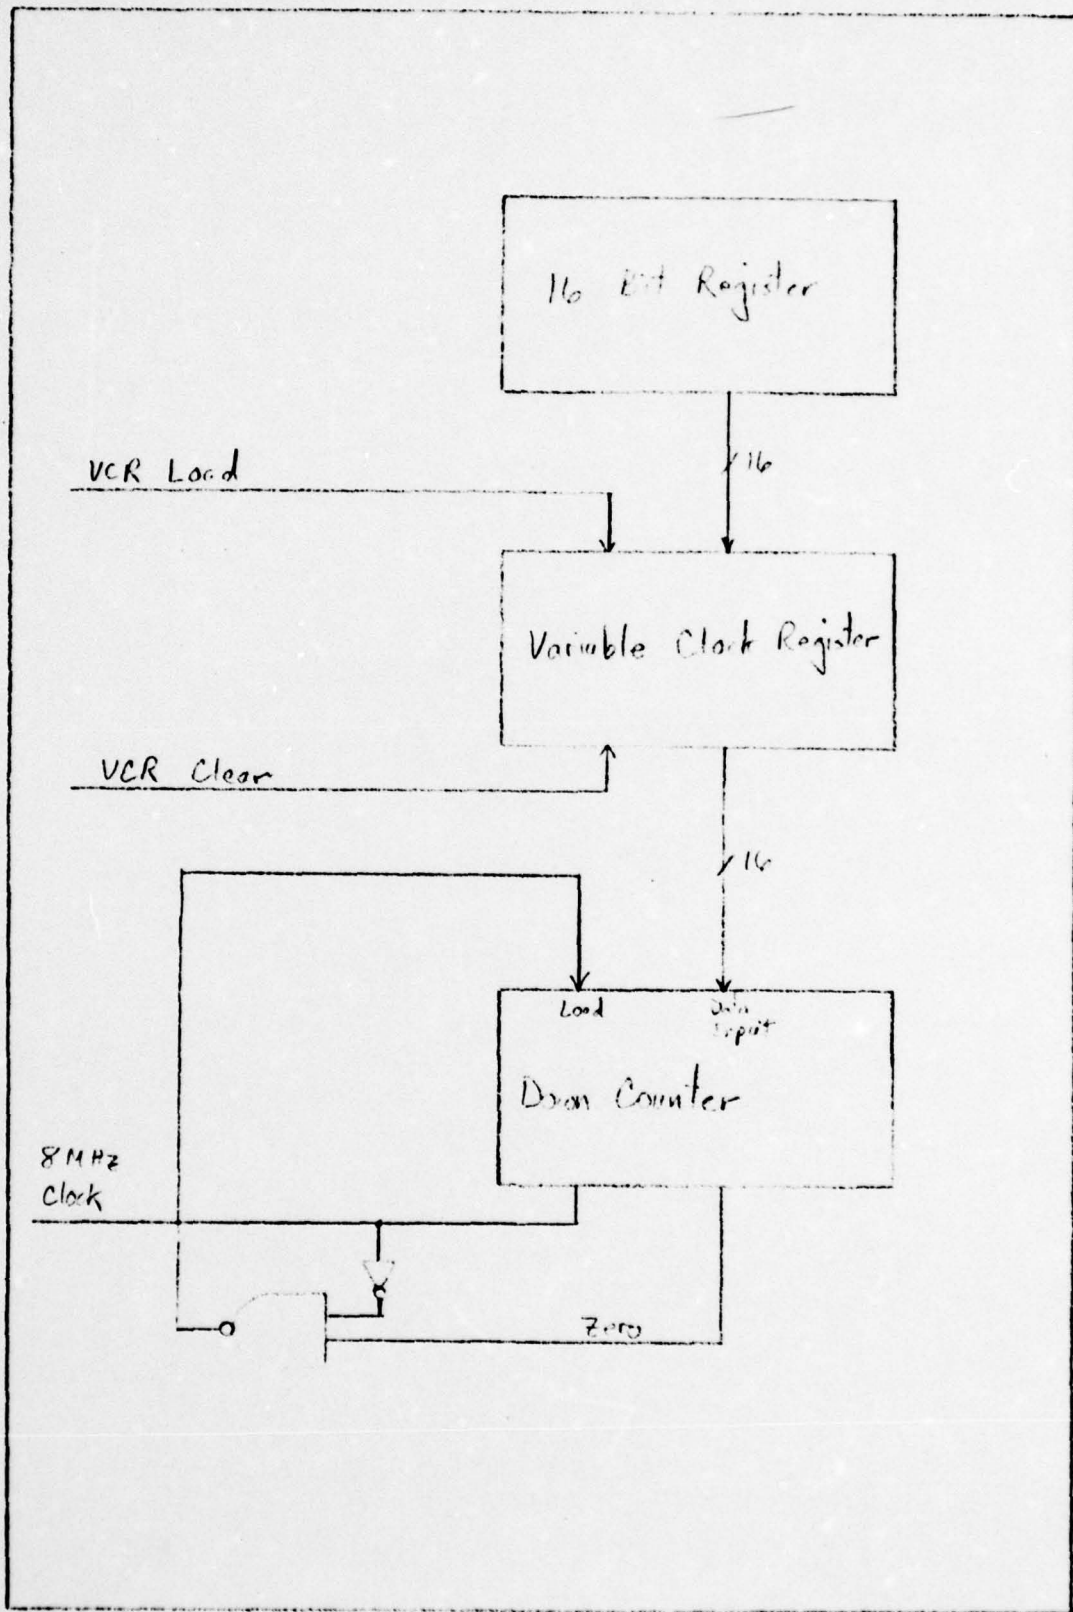 16 Bit Register
VCR Load
16
Variable Clock Register
VCR Clear
16
Load
Data
Input
Down Counter
8 MHz
Clock
Zero